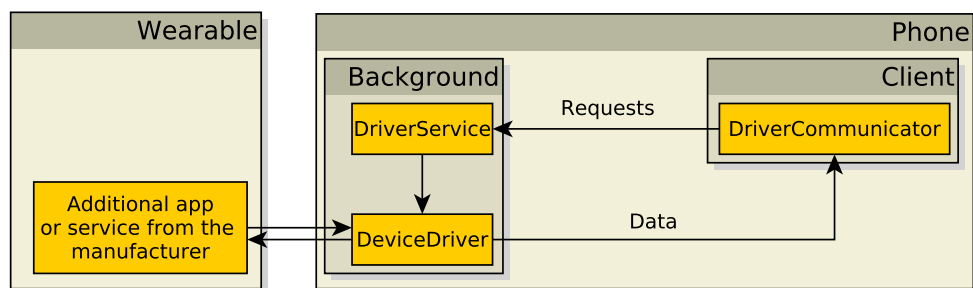 Wearable
Phone
Background
Client
DriverService
Requests
DriverCommunicator
Additional app
or service from the
manufacturer
DeviceDriver
Data